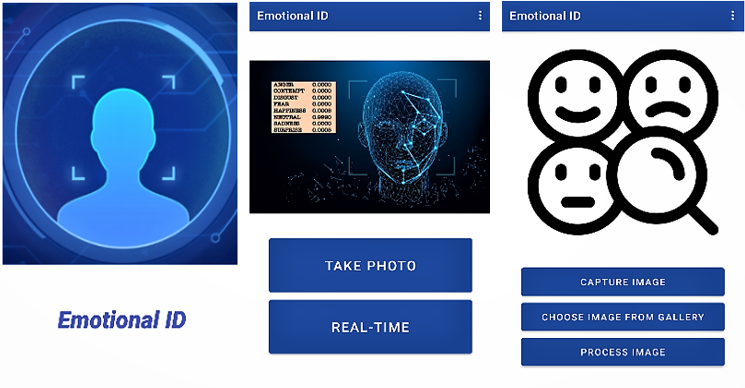 Emotional ID
Emotional ID
ANGER 0.0000
CONTEMPT 0.0000
DISGUST 0.0000
FEAR 0.0000
HAPPINESS 0.0006
NEUTRAL 0.9990
SADNESS 0.0000
SURPRISE 0.0006
TAKE PHOTO
REAL-TIME
Emotional ID
CAPTURE IMAGE
CHOOSE IMAGE FROM GALLERY
PROCESS IMAGE